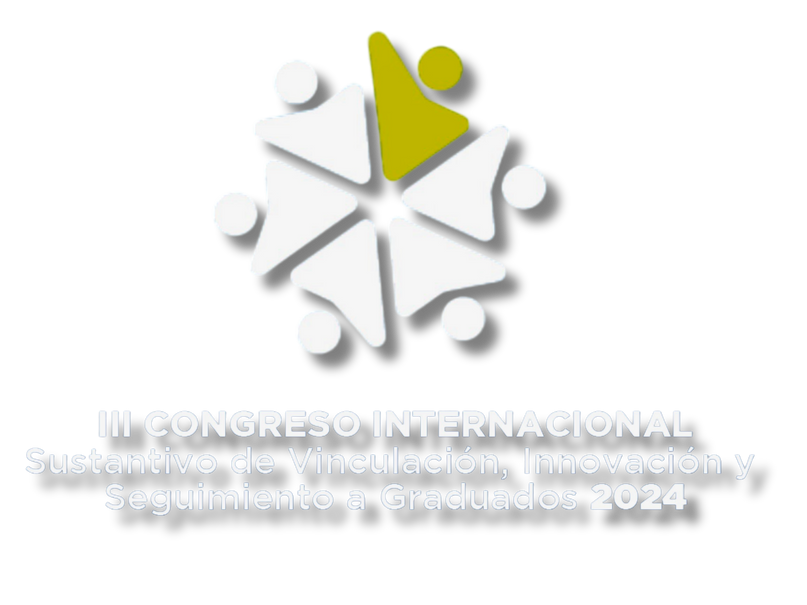 III CONGRESO INTERNACIONAL
Sustantivo de Vinculación, Innovación y
Seguimiento a Graduados 2024